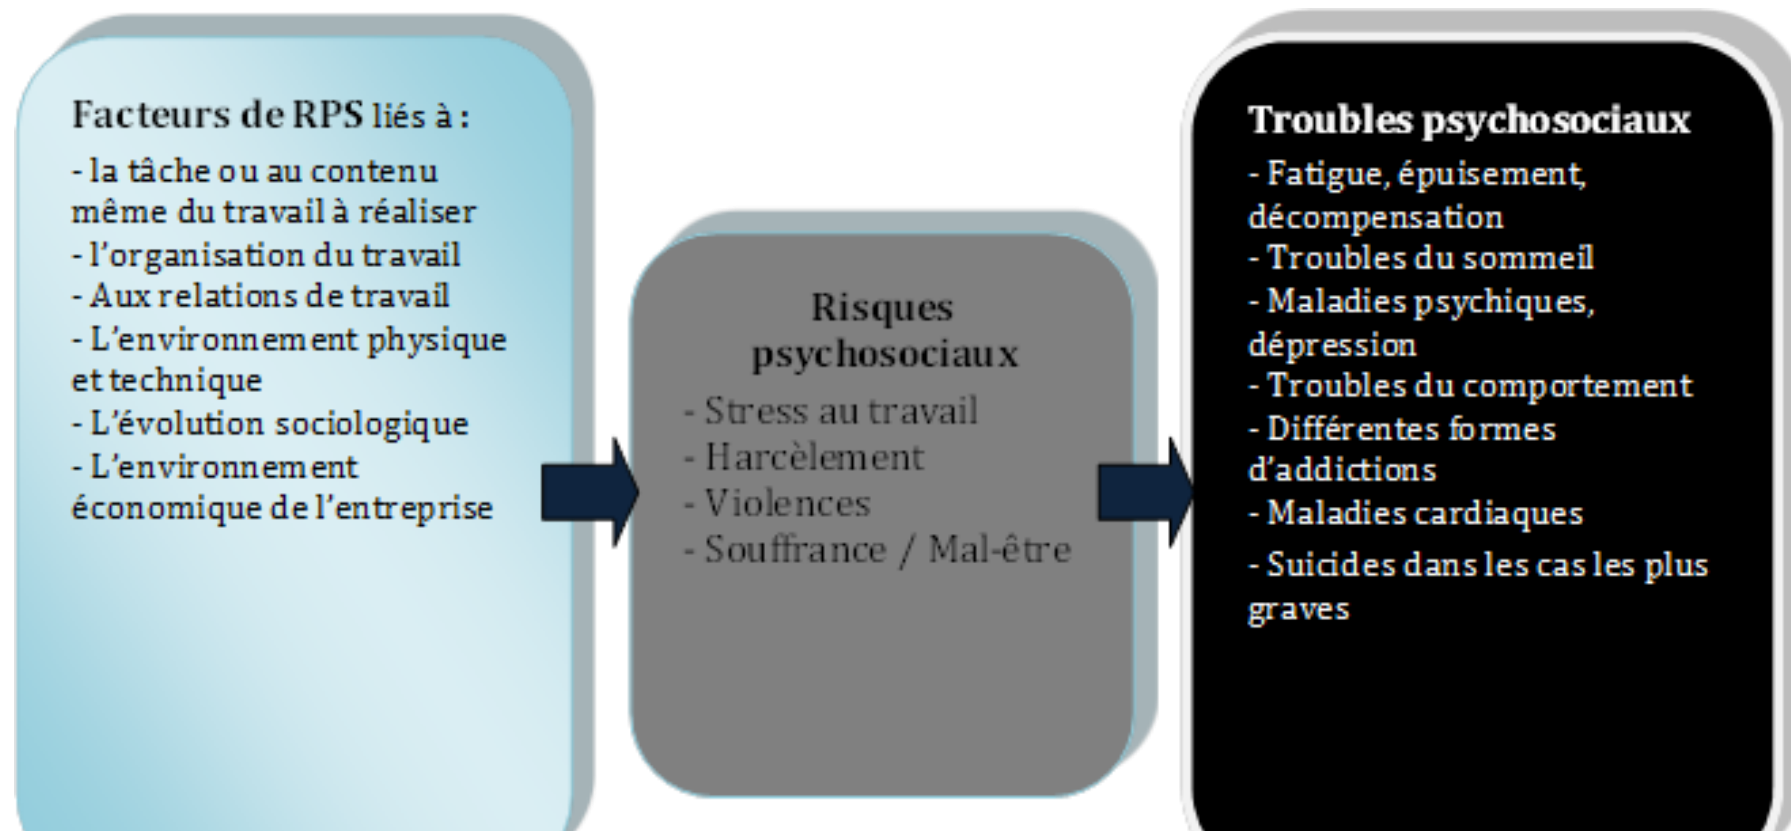 Facteurs de RPS liés à :
- la tâche ou au contenu
même du travail à réaliser
- l’organisation du travail
- Aux relations de travail
- L’environnement physique
et technique
- L’évolution sociologique
- L’environnement
économique de l’entreprise
Risques
psychosociaux
- Stress au travail
- Harcèlement
- Violences
- Souffrance / Mal-être
Troubles psychosociaux
- Fatigue, épuisement,
décompensation
- Troubles du sommeil
- Maladies psychiques,
dépression
- Troubles du comportement
- Différentes formes
d’addictions
- Maladies cardiaques
- Suicides dans les cas les plus
graves